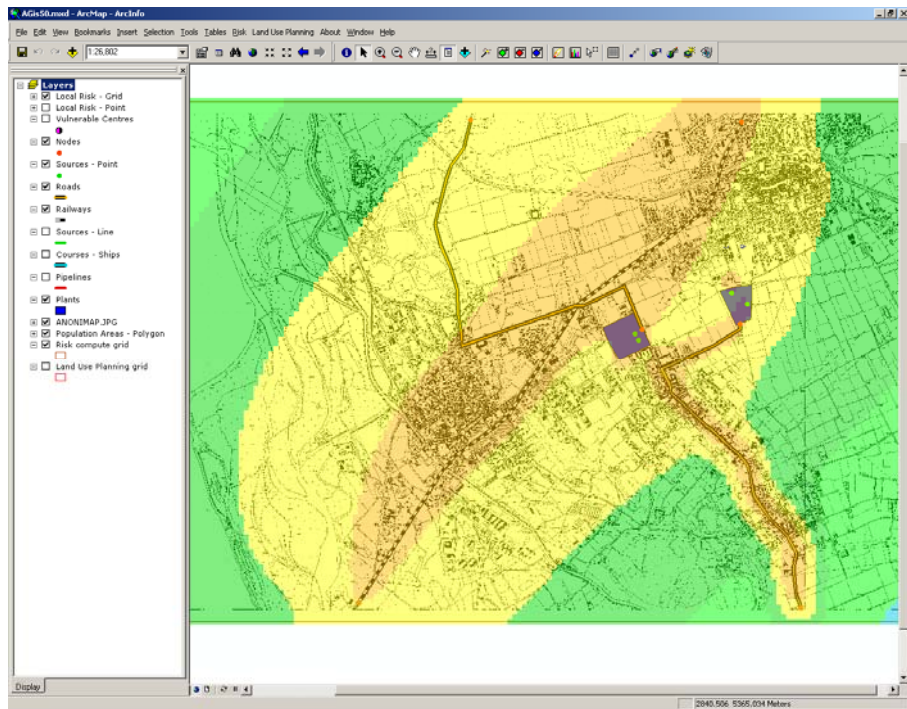 AGis50.mxd - ArcMap - ArcInfo
File Edit View Bookmarks Insert Selection Tools Tables Risk Land Use Planning About Window Help
1:26,802
Layers
Local Risk - Grid
Local Risk - Point
Vulnerable Centres
Nodes
Sources - Point
Roads
Railways
Sources - Line
Courses - Ships
Pipelines
Plants
ANONIMAP.JPG
Population Areas - Polygon
Risk compute grid
Land Use Planning grid
Display
2840.506 5365.034 Meters